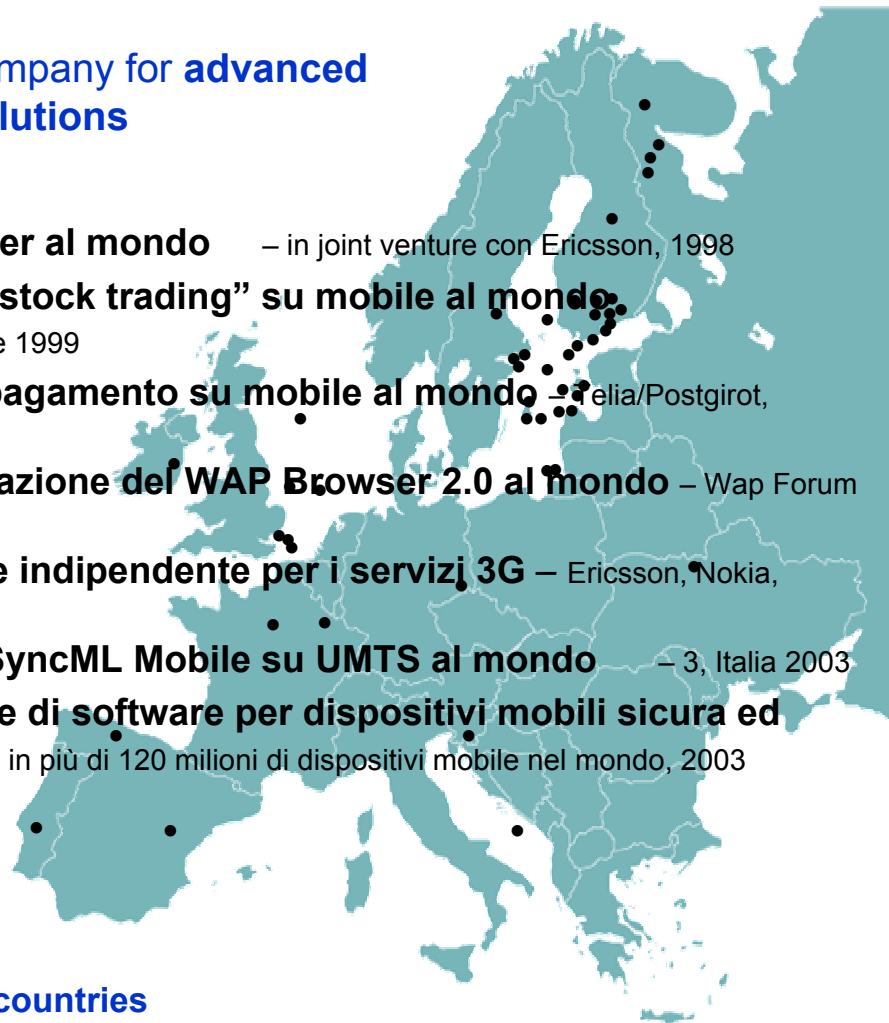 mpany for advanced
lutions
er al mondo – in joint venture con Ericsson, 1998
stock trading” su mobile al mondo
e 1999
pagamento su mobile al mondo – Telia/Postgirot,
azione del WAP Browser 2.0 al mondo – Wap Forum
e indipendente per i servizi 3G – Ericsson, Nokia,
SyncML Mobile su UMTS al mondo – 3, Italia 2003
e di software per dispositivi mobili sicura ed
in più di 120 milioni di dispositivi mobile nel mondo, 2003
countries